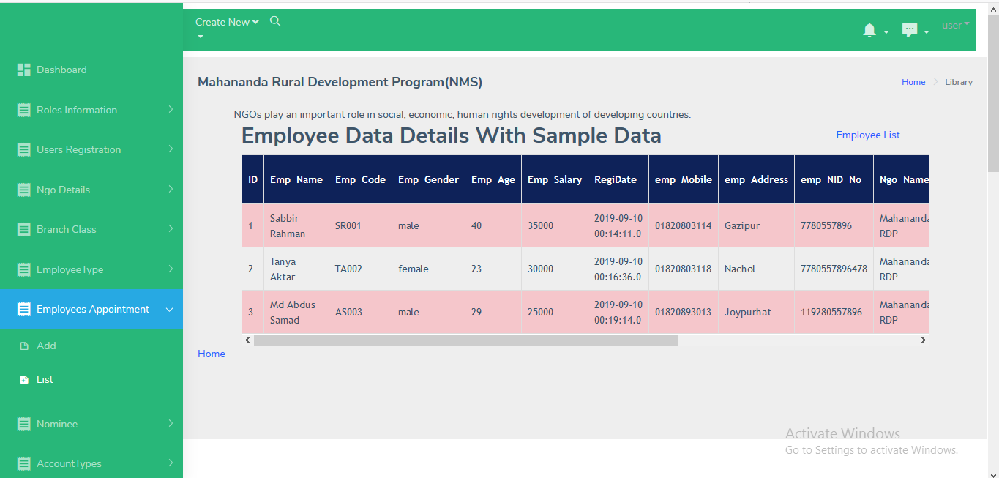 Create New
user
Dashboard
Roles Information
Users Registration
Ngo Details
Branch Class
EmployeeType
Employees Appointment
Add
List
Nominee
AccountTypes
Mahananda Rural Development Program(NMS)
Home Library
NGOs play an important role in social, economic, human rights development of developing countries.
Employee Data Details With Sample Data
Employee List
ID Emp_Name Emp_Code Emp_Gender Emp_Age Emp_Salary RegiDate emp_Mobile emp_Address emp_NID_No Ngo_Name
1 Sabbir Rahman SR001 male 40 35000 2019-09-10 00:14:11.0 01820803114 Gazipur 7780557896 Mahananda RDP
2 Tanya Aktar TA002 female 23 30000 2019-09-10 00:16:36.0 01820803118 Nachol 7780557896478 Mahananda RDP
3 Md Abdus Samad AS003 male 29 25000 2019-09-10 00:19:14.0 01820893013 Joypurhat 119280557896 Mahananda RDP
Home
Activate Windows
Go to Settings to activate Windows.